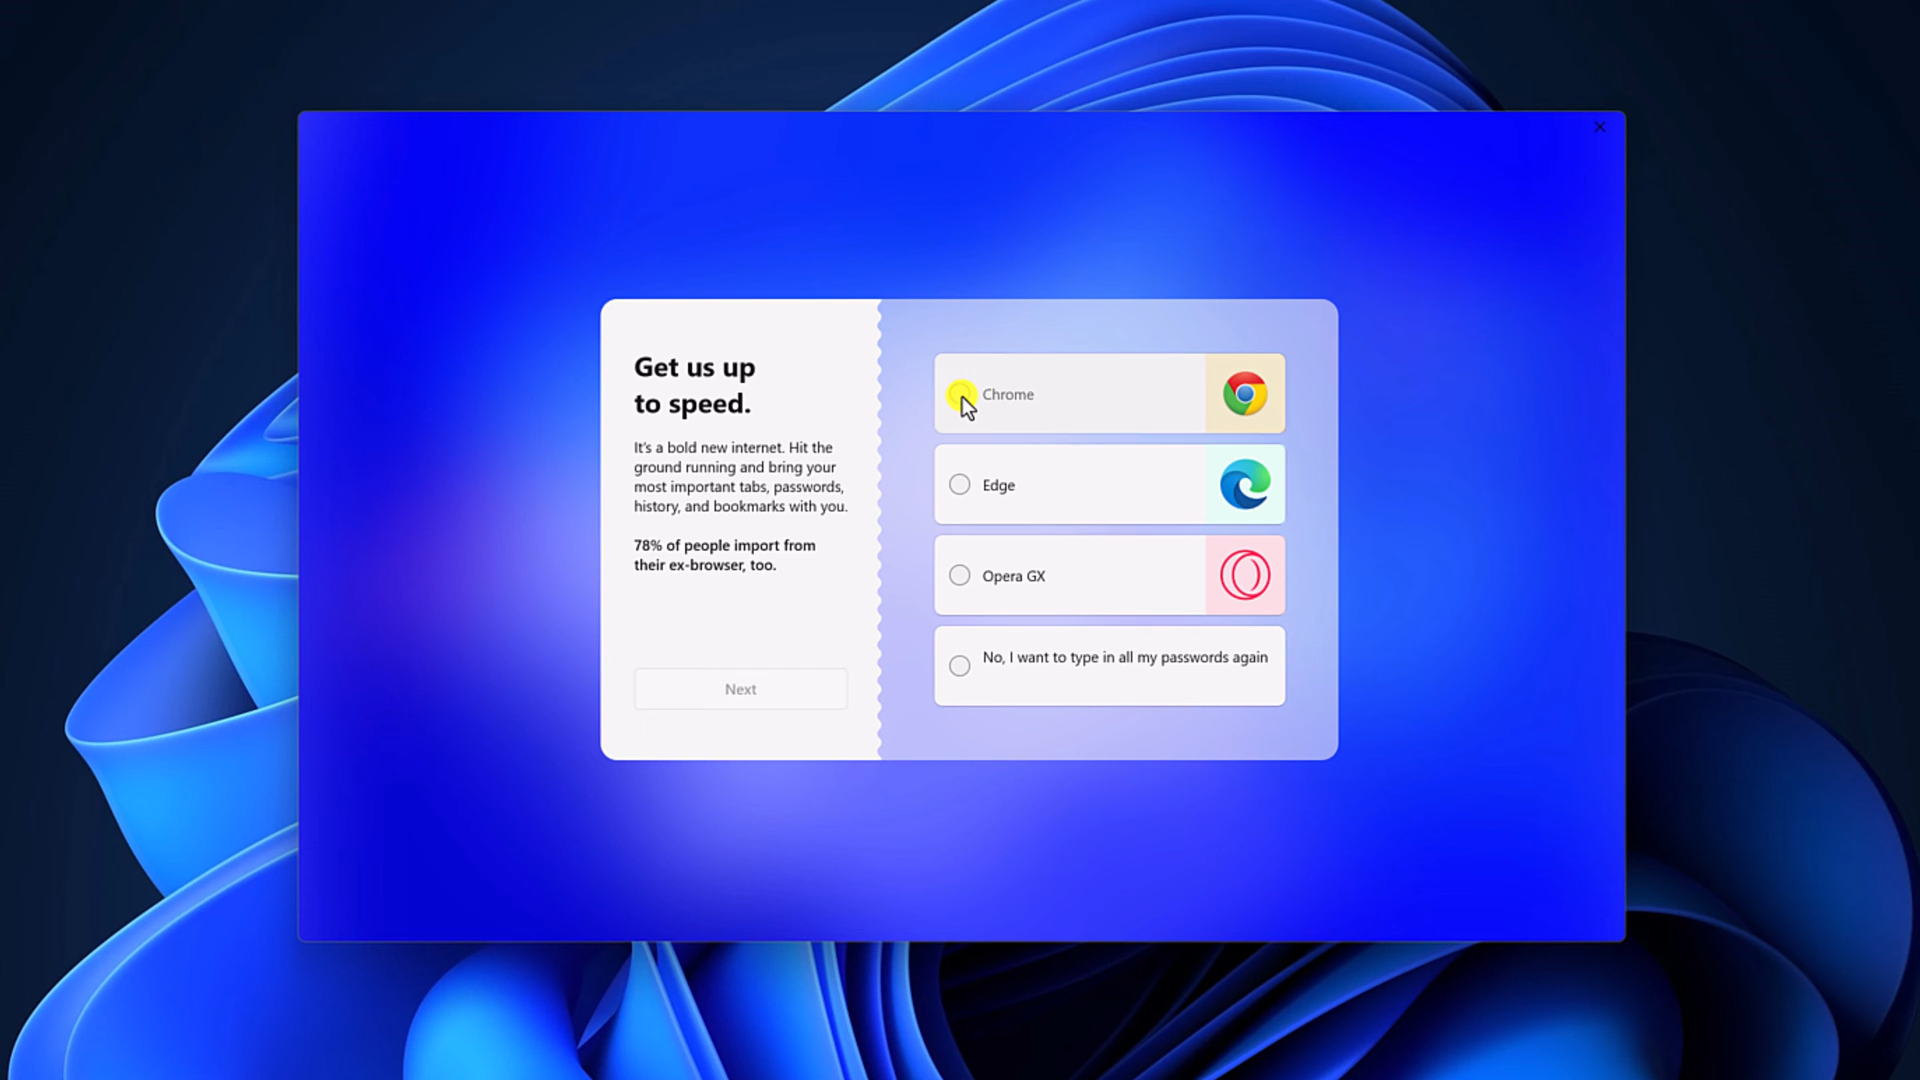 Get us up
to speed.
It's a bold new internet. Hit the
ground running and bring your
most important tabs, passwords,
history, and bookmarks with you.
78% of people import from
their ex-browser, too.
Next
Chrome
Edge
Opera GX
No, I want to type in all my passwords again